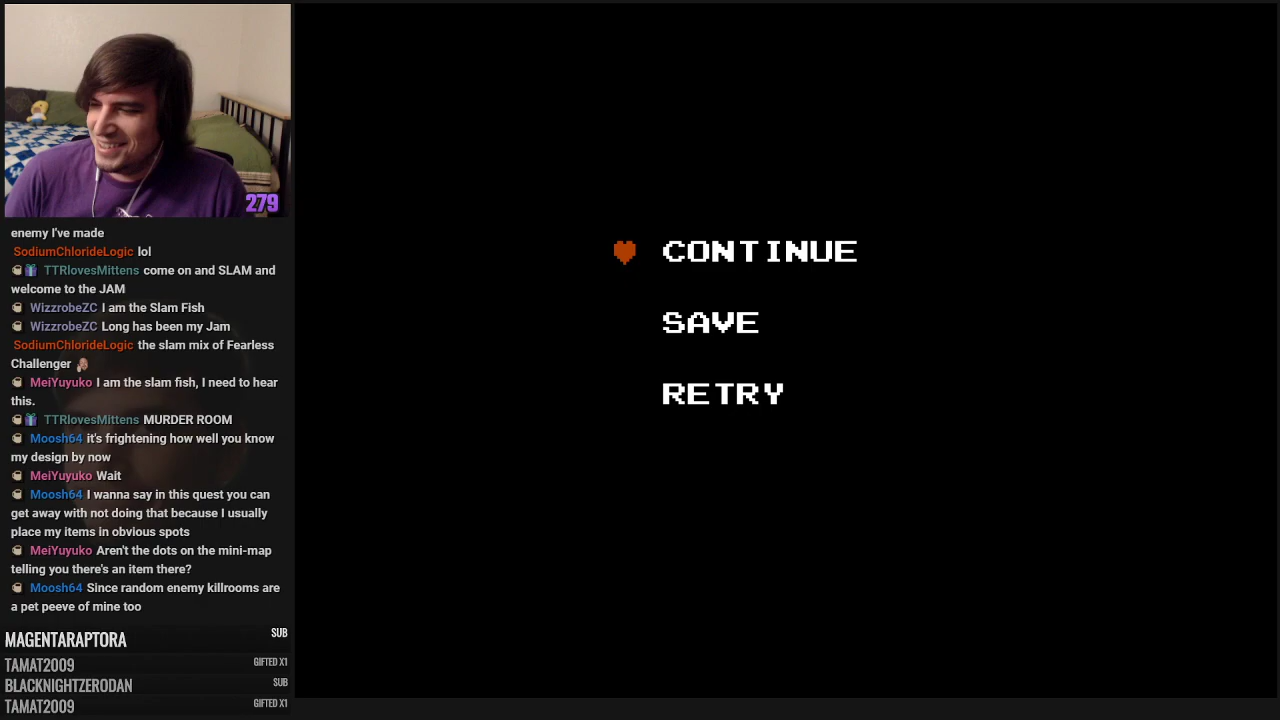 279
enemy I've made
SodiumChlorideLogic lol
TTRlovesMittens come on and SLAM and
welcome to the JAM
WizzrobeZC I am the Slam Fish
WizzrobeZC Long has been my Jam
SodiumChlorideLogic the slam mix of Fearless
Challenger
MeiYuyuko I am the slam fish, I need to hear
this.
TTRlovesMittens MURDER ROOM
Moosh64 it's frightening how well you know
my design by now
MeiYuyuko Wait
Moosh64 I wanna say in this quest you can
get away with not doing that because I usually
place my items in obvious spots
MeiYuyuko Aren't the dots on the mini-map
telling you there's an item there?
Moosh64 Since random enemy killrooms are
a pet peeve of mine too
MAGENTARAPTORA SUB
TAMAT2009 GIFTED X1
BLACKNIGHTZERODAN SUB
TAMAT2009 GIFTED X1
CONTINUE
SAVE
RETRY